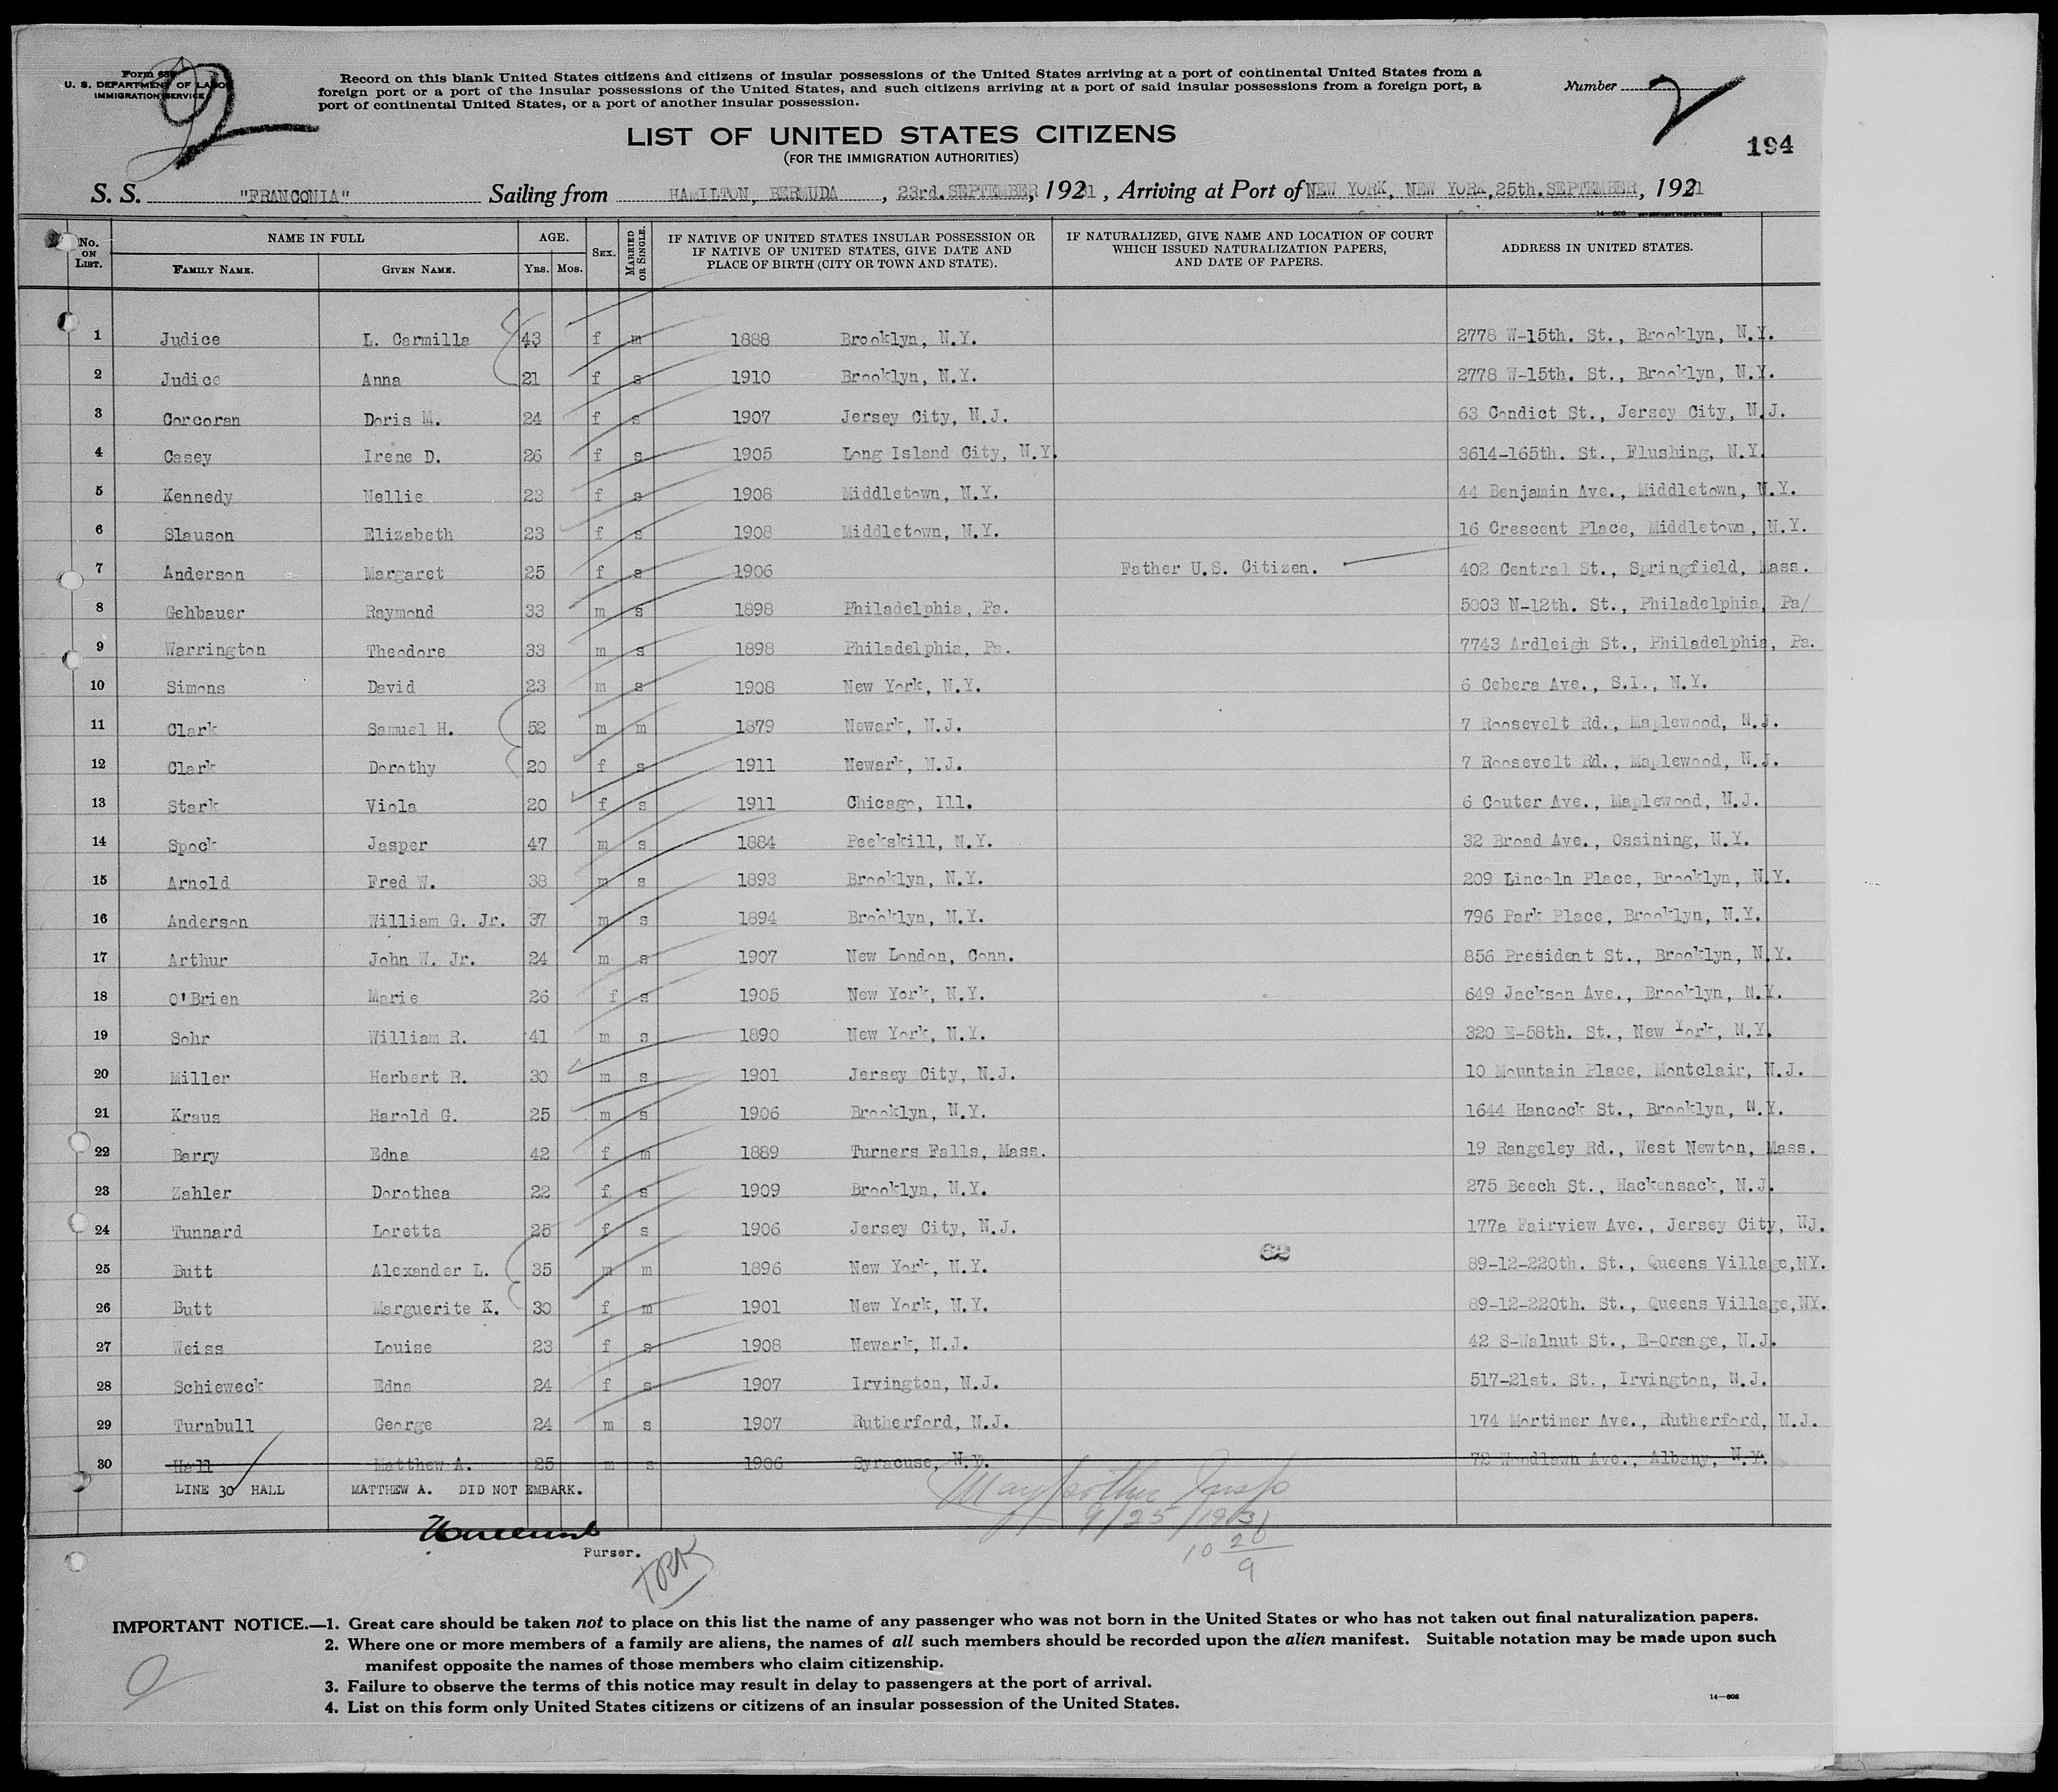 Form 630
U. S. DEPARTMENT OF LABOR
IMMIGRATION SERVICE
2
Record on this blank United States citizens and citizens of insular possessions of the United States arriving at a port of continental United States from a
foreign port or a port of the insular possessions of the United States, and such citizens arriving at a port of said insular possessions from a foreign port, a
port of continental United States, or a port of another insular possession.
Number 2
LIST OF UNITED STATES CITIZENS
(FOR THE IMMIGRATION AUTHORITIES)
194
S. S. "FRANCONIA" Sailing from HAMILTON, BERMUDA, 23rd. SEPTEMBER, 1931, Arriving at Port of NEW YORK, NEW YORK, 25th. SEPTEMBER, 1931
No. ON LIST. NAME IN FULL AGE. SEX. MARRIED OR SINGLE. IF NATIVE OF UNITED STATES INSULAR POSSESSION OR IF NATIVE OF UNITED STATES, GIVE DATE AND PLACE OF BIRTH (CITY OR TOWN AND STATE). IF NATURALIZED, GIVE NAME AND LOCATION OF COURT WHICH ISSUED NATURALIZATION PAPERS, AND DATE OF PAPERS. ADDRESS IN UNITED STATES.
FAMILY NAME. GIVEN NAME. YRS. MOS.
1 Judice L. Carmilla 43 f m 1888 Brooklyn, N.Y. 2778 W-15th. St., Brooklyn, N.Y.
2 Judice Anna 21 f s 1910 Brooklyn, N.Y. 2778 W-15th. St., Brooklyn, N.Y.
3 Corcoran Doris M. 24 f s 1907 Jersey City, N.J. 63 Condict St., Jersey City, N.J.
4 Casey Irene D. 26 f s 1905 Long Island City, N.Y. 3614-165th. St., Flushing, N.Y.
5 Kennedy Nellie 23 f s 1908 Middletown, N.Y. 44 Benjamin Ave., Middletown, N.Y.
6 Slauson Elizabeth 23 f s 1908 Middletown, N.Y. 16 Crescent Place, Middletown, N.Y.
7 Anderson Margaret 25 f s 1906 Father U.S. Citizen. 402 Central St., Springfield, Mass.
8 Gehbauer Raymond 33 m s 1898 Philadelphia, Pa. 5003 N-12th. St., Philadelphia, Pa/
9 Warrington Theodore 33 m s 1898 Philadelphia, Pa. 7743 Ardleigh St., Philadelphia, Pa.
10 Simons David 23 m s 1908 New York, N.Y. 6 Cebera Ave., S.I., N.Y.
11 Clark Samuel H. 52 m m 1879 Newark, N.J. 7 Roosevelt Rd., Maplewood, N.J.
12 Clark Dorothy 20 f s 1911 Newark, N.J. 7 Roosevelt Rd., Maplewood, N.J.
13 Stark Viola 20 f s 1911 Chicago, Ill. 6 Couter Ave., Maplewood, N.J.
14 Spock Jasper 47 m s 1884 Peekskill, N.Y. 32 Broad Ave., Ossining, N.Y.
15 Arnold Fred W. 38 m s 1893 Brooklyn, N.Y. 209 Lincoln Place, Brooklyn, N.Y.
16 Anderson William G. Jr. 37 m s 1894 Brooklyn, N.Y. 796 Park Place, Brooklyn, N.Y.
17 Arthur John W. Jr. 24 m s 1907 New London, Conn. 856 President St., Brooklyn, N.Y.
18 O'Brien Marie 26 f s 1905 New York, N.Y. 649 Jackson Ave., Brooklyn, N.Y.
19 Sohr William R. 41 m s 1890 New York, N.Y. 320 E-58th. St., New York, N.Y.
20 Miller Herbert R. 30 m s 1901 Jersey City, N.J. 10 Mountain Place, Montclair, N.J.
21 Kraus Harold G. 25 m s 1906 Brooklyn, N.Y. 1644 Hancock St., Brooklyn, N.Y.
22 Barry Edna 42 f m 1889 Turners Falls, Mass. 19 Rangeley Rd., West Newton, Mass.
23 Zahler Dorothea 22 f s 1909 Brooklyn, N.Y. 275 Beech St., Hackensack, N.J.
24 Tunnard Loretta 25 f s 1906 Jersey City, N.J. 177a Fairview Ave., Jersey City, NJ.
62
25 Butt Alexander L. 35 m m 1896 New York, N.Y. 89-12-220th. St., Queens Village,NY.
26 Butt Marguerite K. 30 f m 1901 New York, N.Y. 89-12-220th. St., Queens Village,NY.
27 Weiss Louise 23 f s 1908 Newark, N.J. 42 S-Walnut St., E-Orange, N.J.
28 Schieweck Edna 24 f s 1907 Irvington, N.J. 517-21st. St., Irvington, N.J.
29 Turnbull George 24 m s 1907 Rutherford, N.J. 174 Mortimer Ave., Rutherford, N.J.
30 Hall Matthew A. 25 m s 1906 Syracuse, N.Y. 72 Woodlawn Ave., Albany, N.Y.
LINE 30 HALL MATTHEW A. DID NOT EMBARK.
9/25/1931
Purser.
10 20
9
IMPORTANT NOTICE.—1. Great care should be taken not to place on this list the name of any passenger who was not born in the United States or who has not taken out final naturalization papers.
2. Where one or more members of a family are aliens, the names of all such members should be recorded upon the alien manifest. Suitable notation may be made upon such
manifest opposite the names of those members who claim citizenship.
3. Failure to observe the terms of this notice may result in delay to passengers at the port of arrival.
4. List on this form only United States citizens or citizens of an insular possession of the United States.
14—608